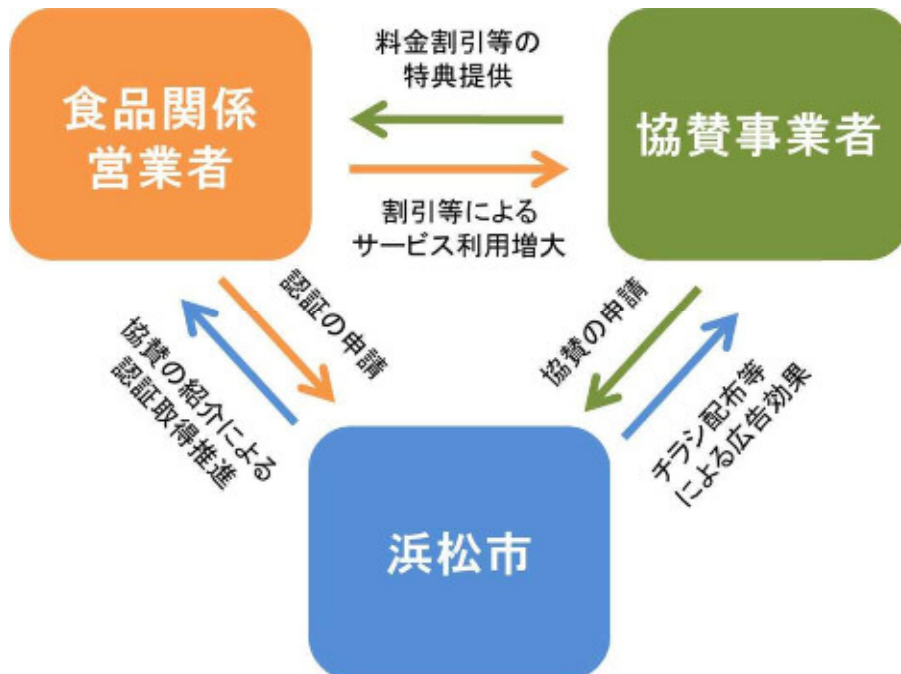 料金割引等の
特典提供
食品関係
営業者
協賛事業者
割引等による
サービス利用増大
認証の申請
協賛の紹介による
認証取得推進
協賛の申請
チラシ配布等
による広告効果
浜松市